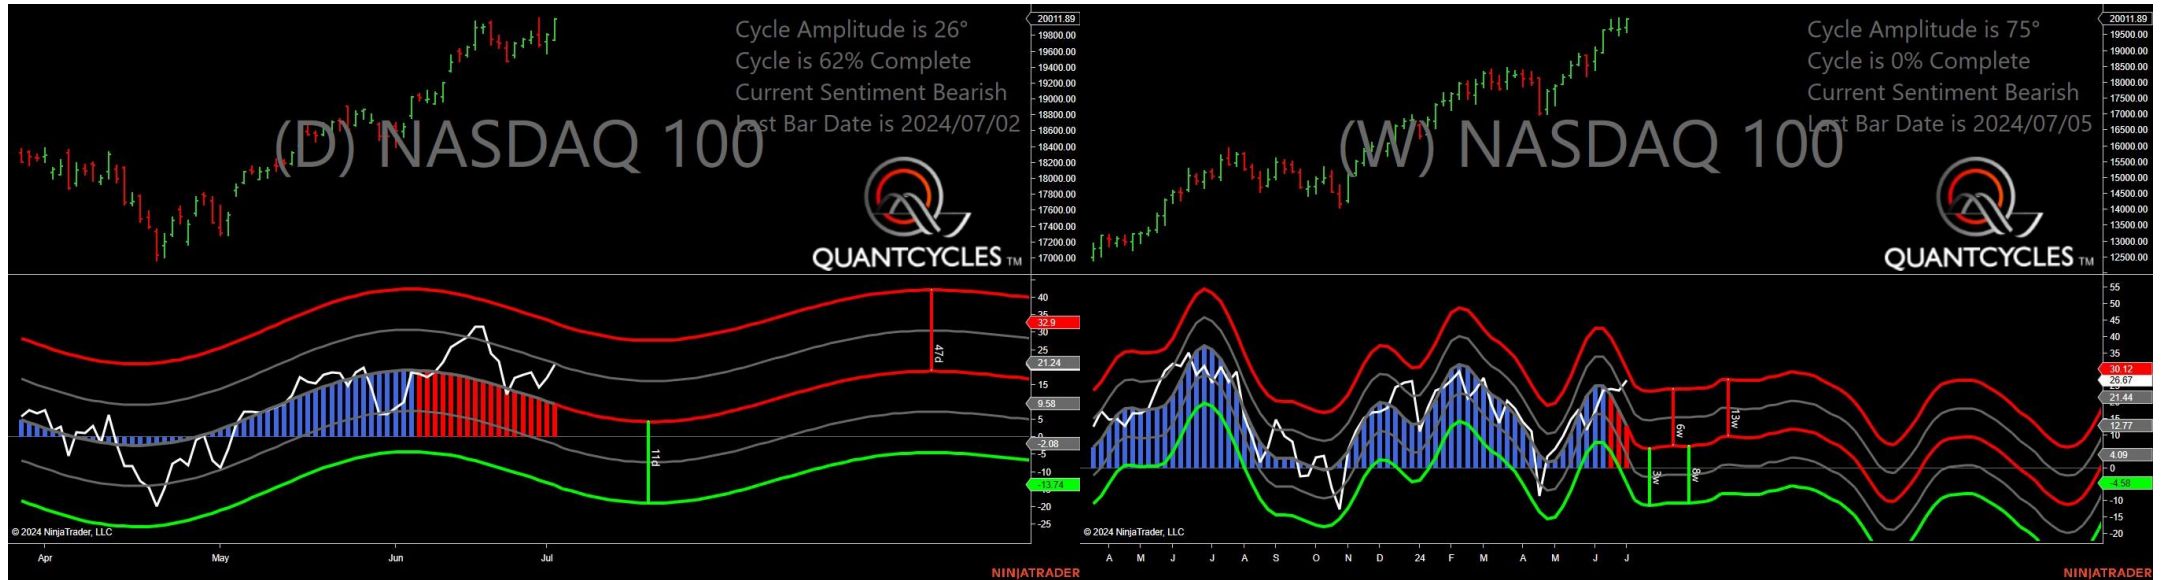 Cycle Amplitude is 26°
Cycle is 62% Complete
Current Sentiment Bearish
Last Bar Date is 2024/07/02
(D) NASDAQ 100
QUANTCYCLES TM
20011.89
19800.00
19600.00
19400.00
19200.00
19000.00
18800.00
18600.00
18400.00
18200.00
18000.00
17800.00
17600.00
17400.00
17200.00
17000.00
40
35
32.9
30
25
21.24
15
9.58
5
0
-2.08
-5
-10
-13.74
-20
-25
47d
11d
© 2024 NinjaTrader, LLC
Apr May Jun Jul
NINJATRADER
Cycle Amplitude is 75°
Cycle is 0% Complete
Current Sentiment Bearish
Last Bar Date is 2024/07/05
(W) NASDAQ 100
QUANTCYCLES TM
20011.89
19500.00
19000.00
18500.00
18000.00
17500.00
17000.00
16500.00
16000.00
15500.00
15000.00
14500.00
14000.00
13500.00
13000.00
12500.00
55
50
45
40
35
30.12
26.67
21.44
15
12.77
10
4.09
0
-4.58
-10
-15
-20
3w
6w
8w
13w
© 2024 NinjaTrader, LLC
A M J J A S O N D 24 F M A M J J
NINJATRADER